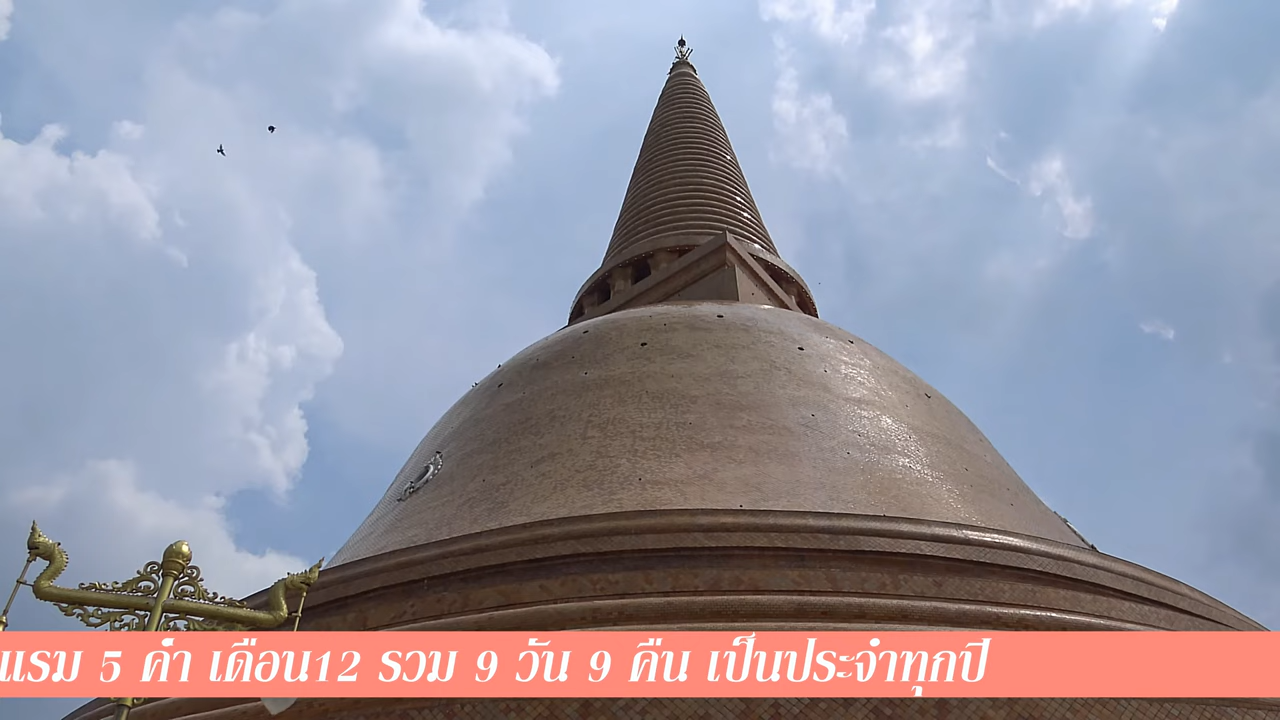 แรม 5 ค่ำ เดือน12 รวม 9 วัน 9 คืน เป็นประจำทุกปี